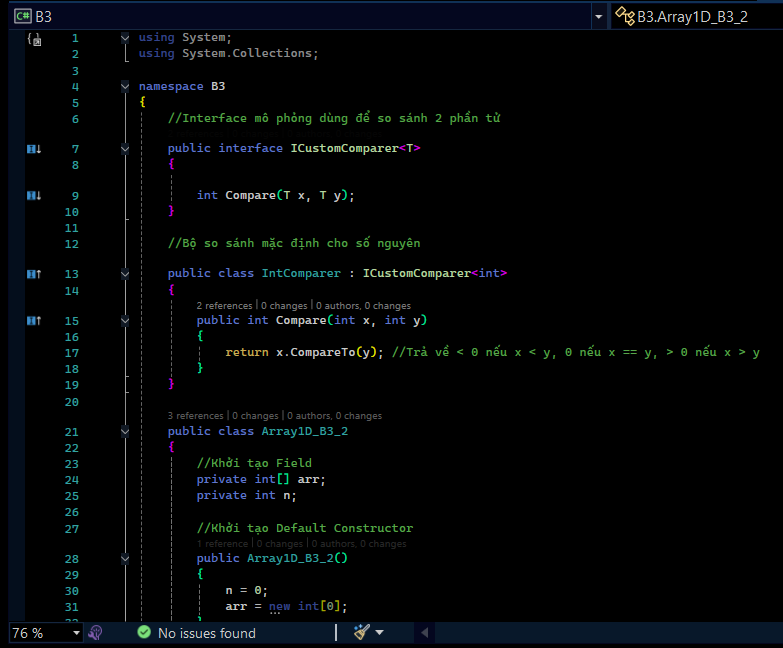 C# B3 B3.Array1D_B3_2
1 using System;
2 using System.Collections;
3
4 namespace B3
5 {
6 //Interface mô phỏng dùng để so sánh 2 phần tử
7 public interface ICustomComparer<T>
8 {
9 int Compare(T x, T y);
10 }
11
12 //Bộ so sánh mặc định cho số nguyên
13 public class IntComparer : ICustomComparer<int>
14 {
2 references | 0 changes | 0 authors, 0 changes
15 public int Compare(int x, int y)
16 {
17 return x.CompareTo(y); //Trả về < 0 nếu x < y, 0 nếu x == y, > 0 nếu x > y
18 }
19 }
20
3 references | 0 changes | 0 authors, 0 changes
21 public class Array1D_B3_2
22 {
23 //Khởi tạo Field
24 private int[] arr;
25 private int n;
26
27 //Khởi tạo Default Constructor
1 reference | 0 changes | 0 authors, 0 changes
28 public Array1D_B3_2()
29 {
30 n = 0;
31 arr = new int[0];
76 % No issues found